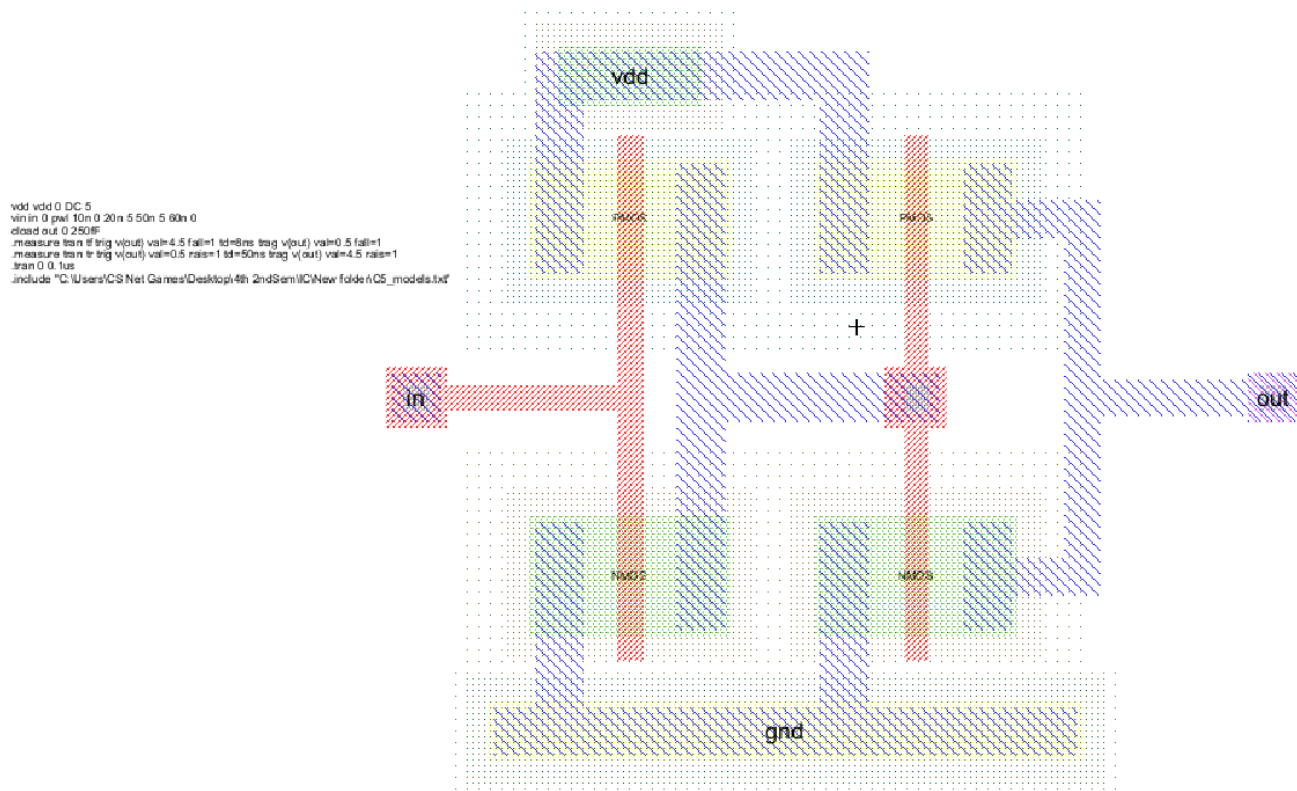 vdd
vdd vdd 0 DC 5
vin in 0 pwl 10n 0 20n 5 50n 5 60n 0
cload out 0 250fF
.measure tran tf trig v(out) val=4.5 fall=1 td=8ns trag v(out) val=0.5 fall=1
.measure tran tr trig v(out) val=0.5 rais=1 td=50ns trag v(out) val=4.5 rais=1
.tran 0 0.1us
.include "C:\Users\CS Net Games\Desktop\4th 2ndSem\IC\New folder\C5_models.txt"
PMOS
PMOS
in
out
NMOS
NMOS
gnd